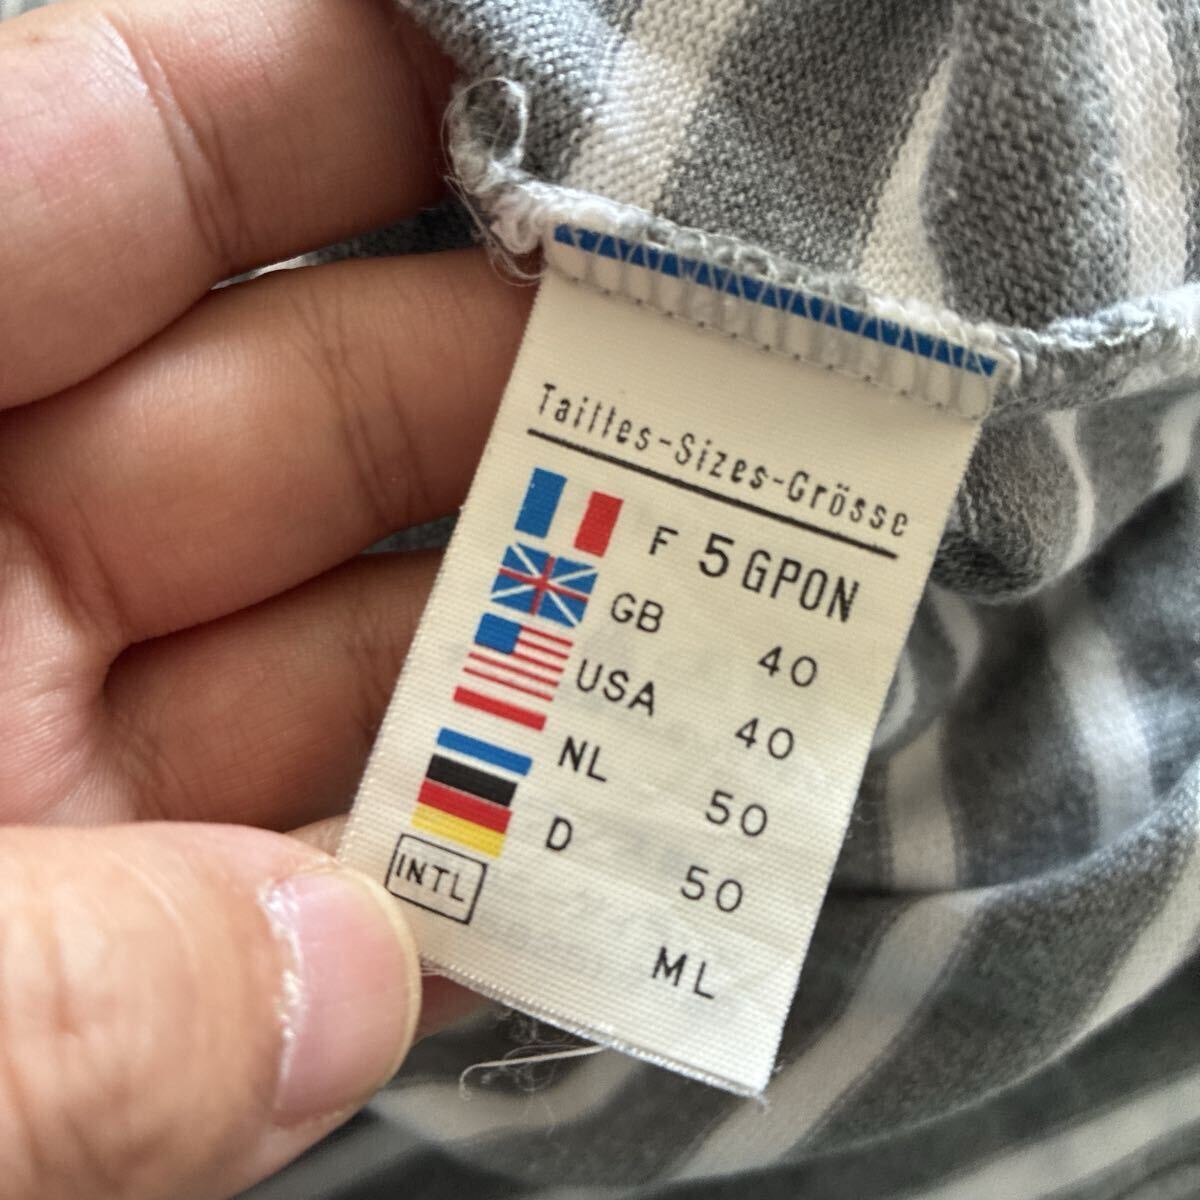 Tailles-Sizes-Grösse
F 5 GPON
GB 40
USA 40
NL 50
D 50
INTL ML